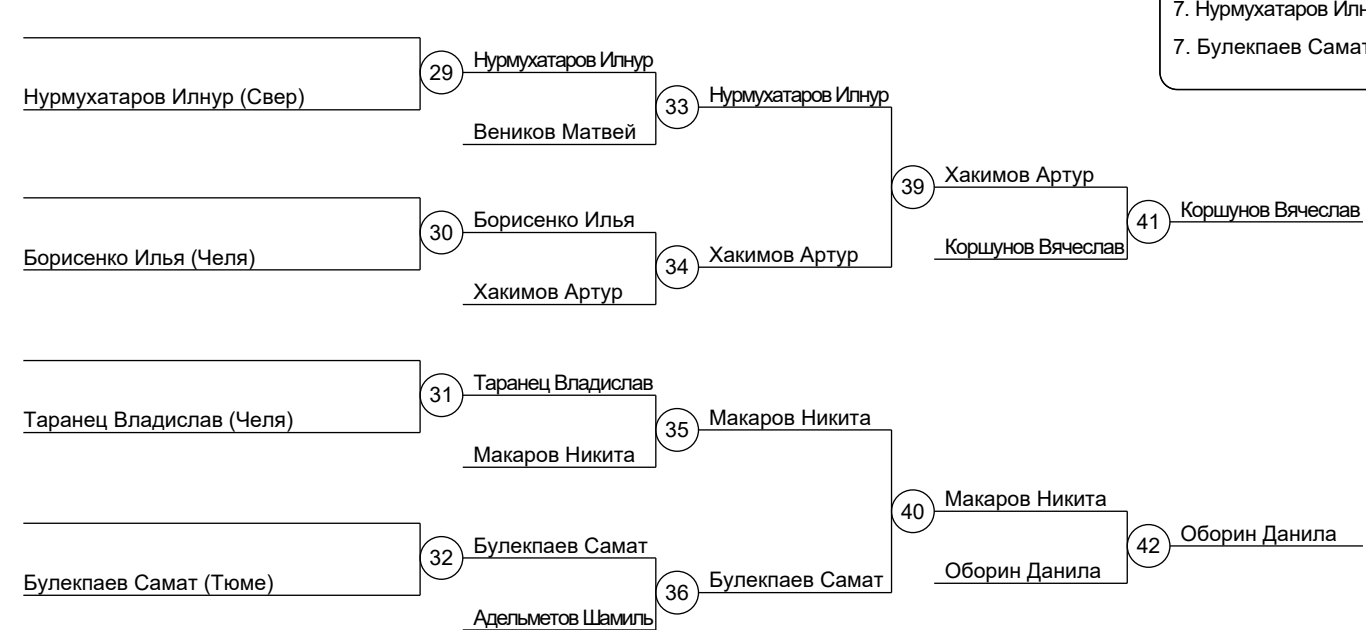 7. Нурмухатаров Илн
7. Булекпаев Самат
29
Нурмухатаров Илнур
Нурмухатаров Илнур (Свер)
33
Нурмухатаров Илнур
Веников Матвей
39
Хакимов Артур
30
Борисенко Илья
Борисенко Илья (Челя)
34
Хакимов Артур
Хакимов Артур
41
Коршунов Вячеслав
Коршунов Вячеслав
31
Таранец Владислав
Таранец Владислав (Челя)
35
Макаров Никита
Макаров Никита
40
Макаров Никита
32
Булекпаев Самат
Булекпаев Самат (Тюме)
36
Булекпаев Самат
Адельметов Шамиль
42
Оборин Данила
Оборин Данила